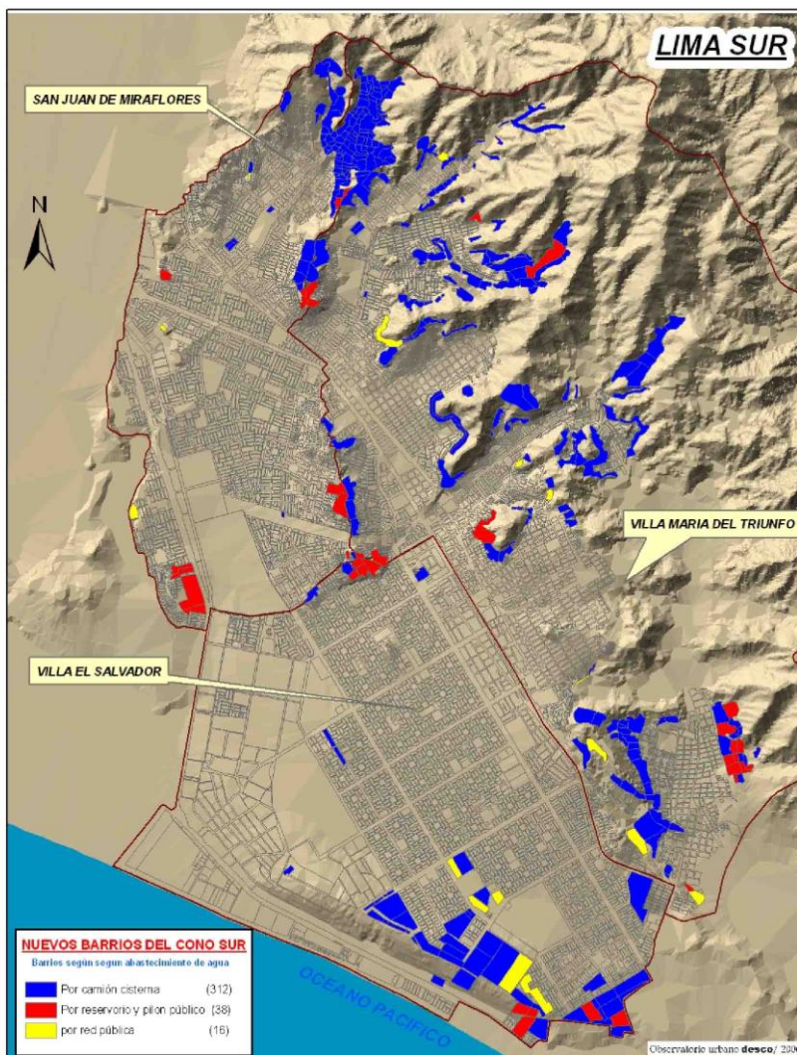 LIMA SUR
SAN JUAN DE MIRAFLORES
N
VILLA MARIA DEL TRIUNFO
VILLA EL SALVADOR
NUEVOS BARRIOS DEL CONO SUR
Barrios según segun abastecimiento de agua
Por camión cisterna (312)
Por reservorio y pilon público (38)
por red pública (16)
OCEANO PACIFICO
Observatorio urbano desco/